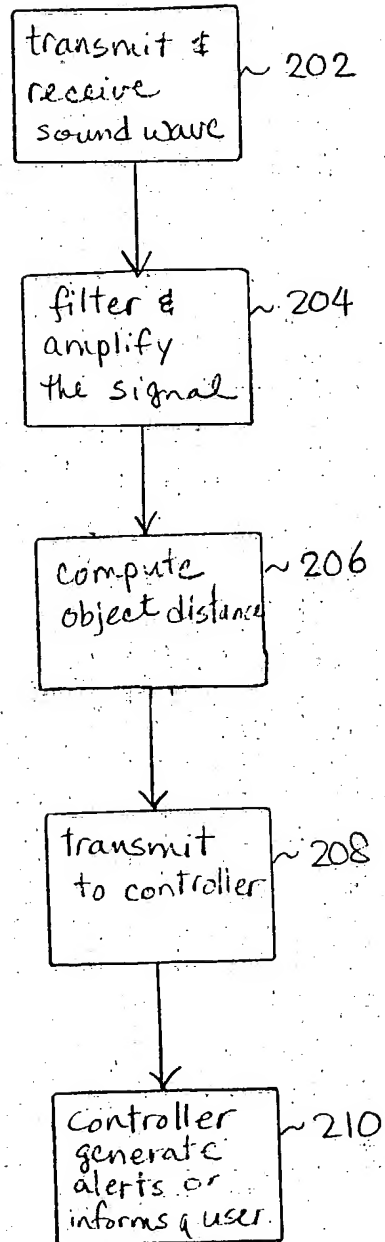 transmit &
receive
sound wave
~ 202
filter &
amplify
the signal
~ 204
compute
object distance
~ 206
transmit
to controller
~ 208
controller
generate
alerts or
informs a user.
~ 210